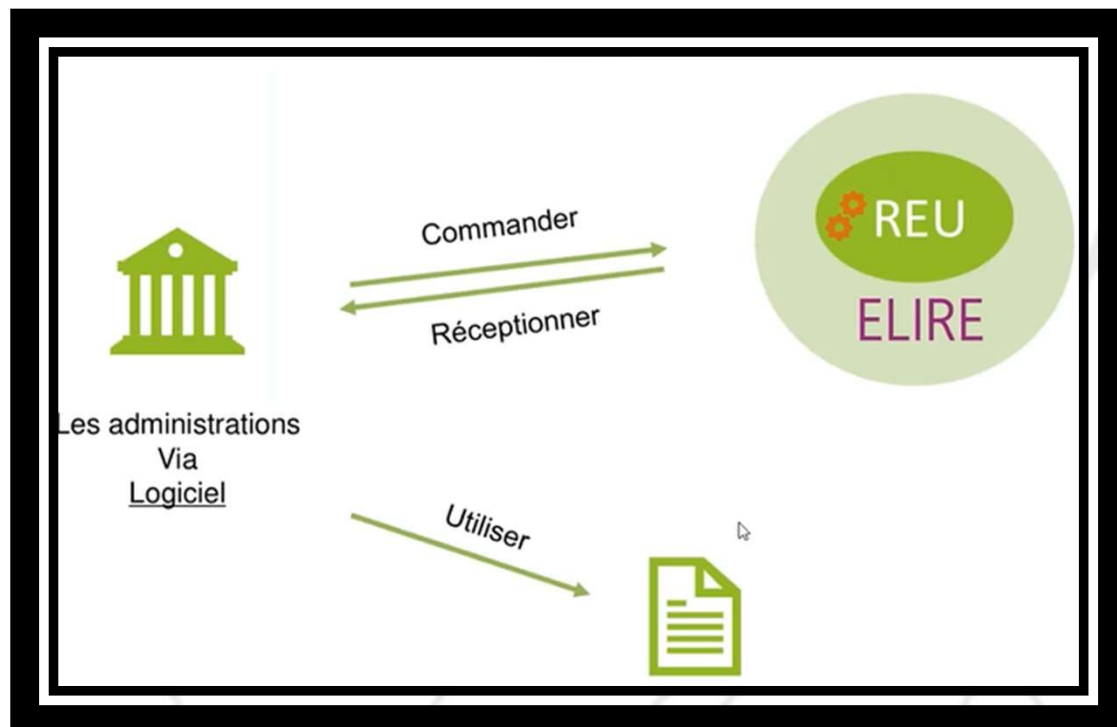 Commander
REU
Réceptionner
ELIRE
Les administrations
Via
Logiciel
Utiliser